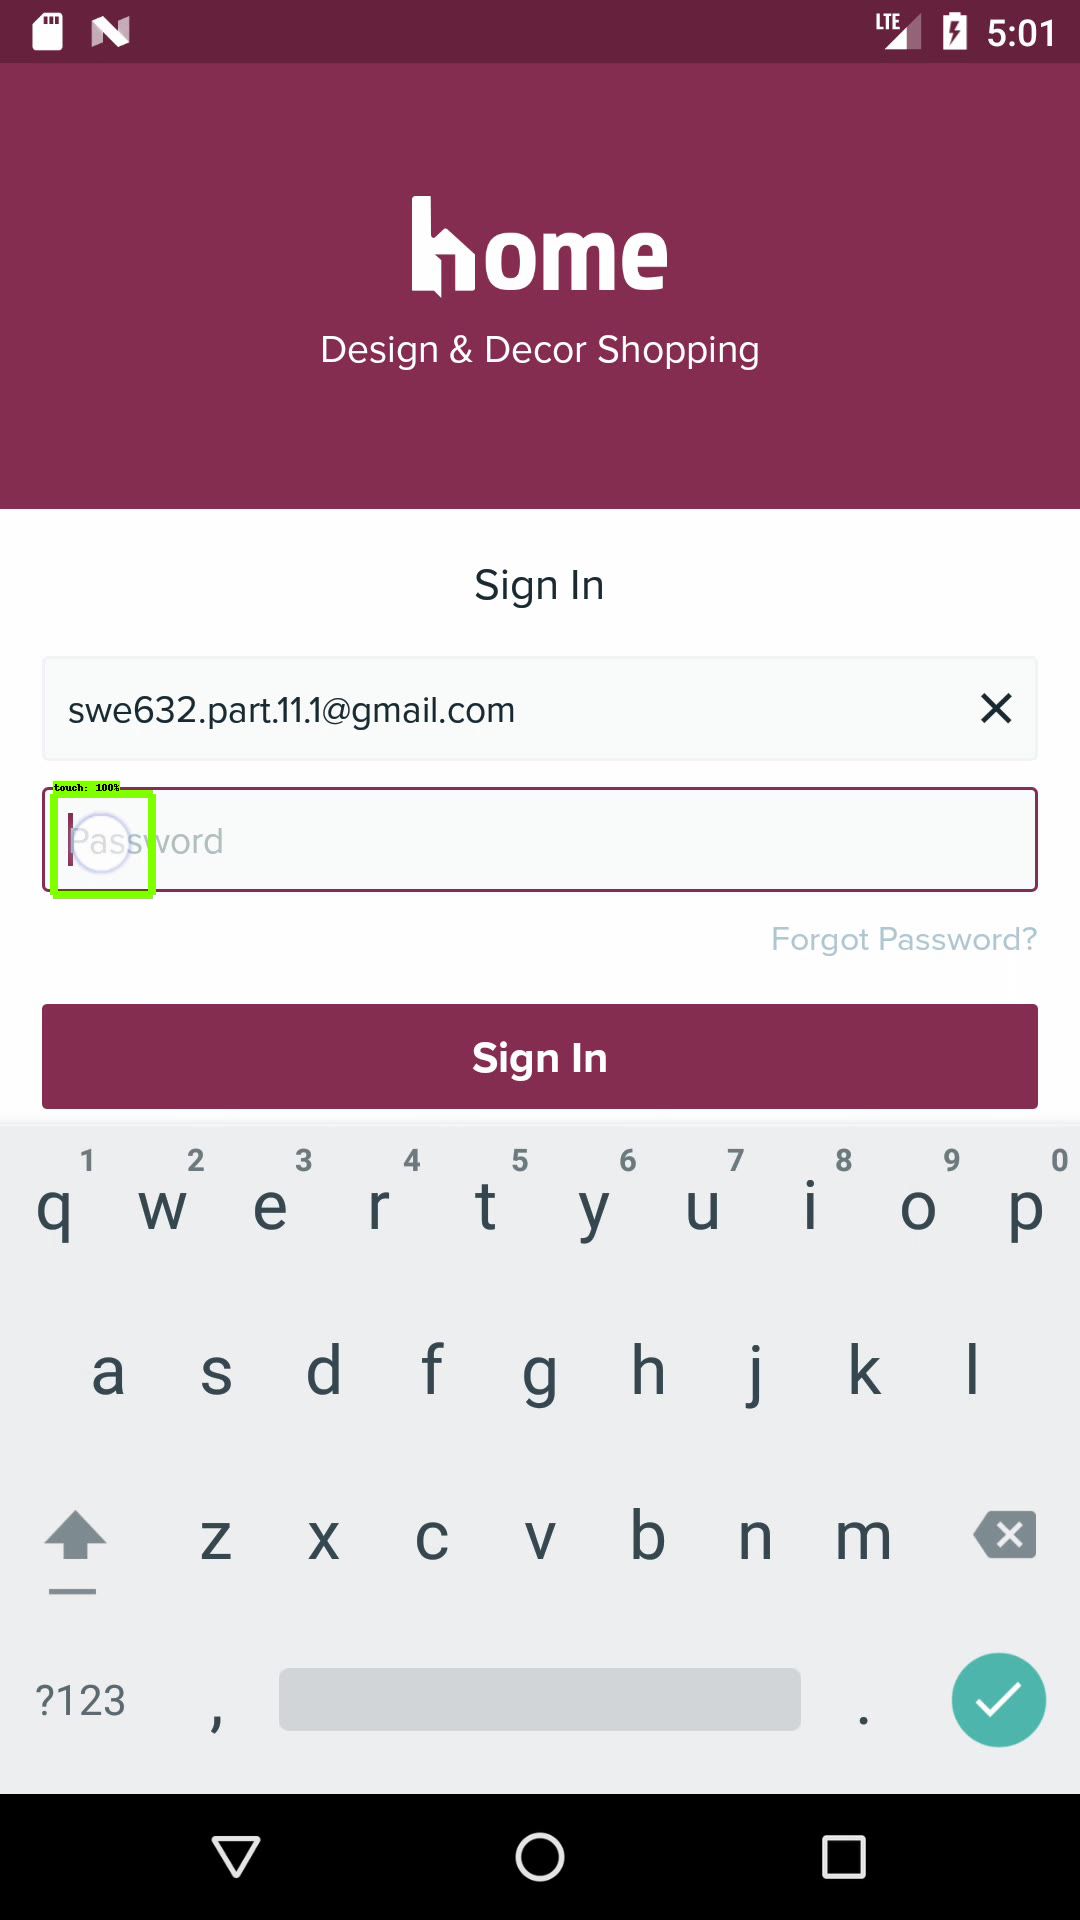 LTE 5:01
home
Design & Decor Shopping
Sign In
swe632.part.11.1@gmail.com
touch: 100%
Password
Forgot Password?
Sign In
1 2 3 4 5 6 7 8 9 0
q w e r t y u i o p
a s d f g h j k l
z x c v b n m
?123 , .